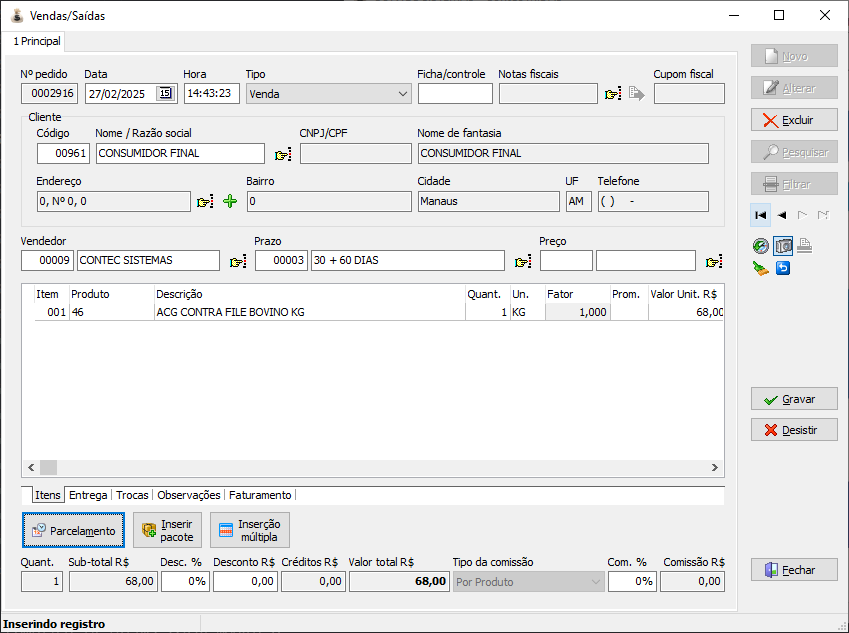 Vendas/Saídas
1 Principal
Nº pedido Data Hora Tipo Ficha/controle Notas fiscais Cupom fiscal
0002916 27/02/2025 15 14:43:23 Venda
Novo
Alterar
Excluir
Pesquisar
Filtrar
Cliente
Código Nome / Razão social CNPJ/CPF Nome de fantasia
00961 CONSUMIDOR FINAL CONSUMIDOR FINAL
Endereço Bairro Cidade UF Telefone
0, Nº 0, 0 0 Manaus AM ( ) -
Vendedor Prazo Preço
00009 CONTEC SISTEMAS 00003 30 + 60 DIAS
Item Produto Descrição Quant. Un. Fator Prom. Valor Unit. R$
001 46 ACG CONTRA FILE BOVINO KG 1 KG 1,000 68,00
Gravar
Desistir
Itens Entrega Trocas Observações Faturamento
Parcelamento Inserir pacote Inserção múltipla
Quant. Sub-total R$ Desc. % Desconto R$ Créditos R$ Valor total R$ Tipo da comissão Com. % Comissão R$
1 68,00 0% 0,00 0,00 68,00 Por Produto 0% 0,00
Fechar
Inserindo registro